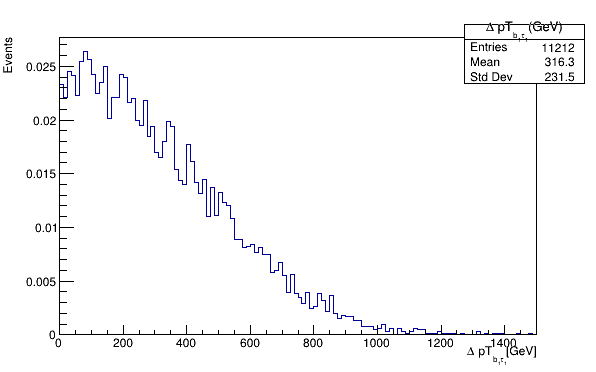 Δ pT_{b₁τ₁} (GeV)
Entries 11212
Mean 316.3
Std Dev 231.5
Events
0.025
0.02
0.015
0.01
0.005
0
0 200 400 600 800 1000 1200 1400
Δ pT_{b₁τ₁} [GeV]